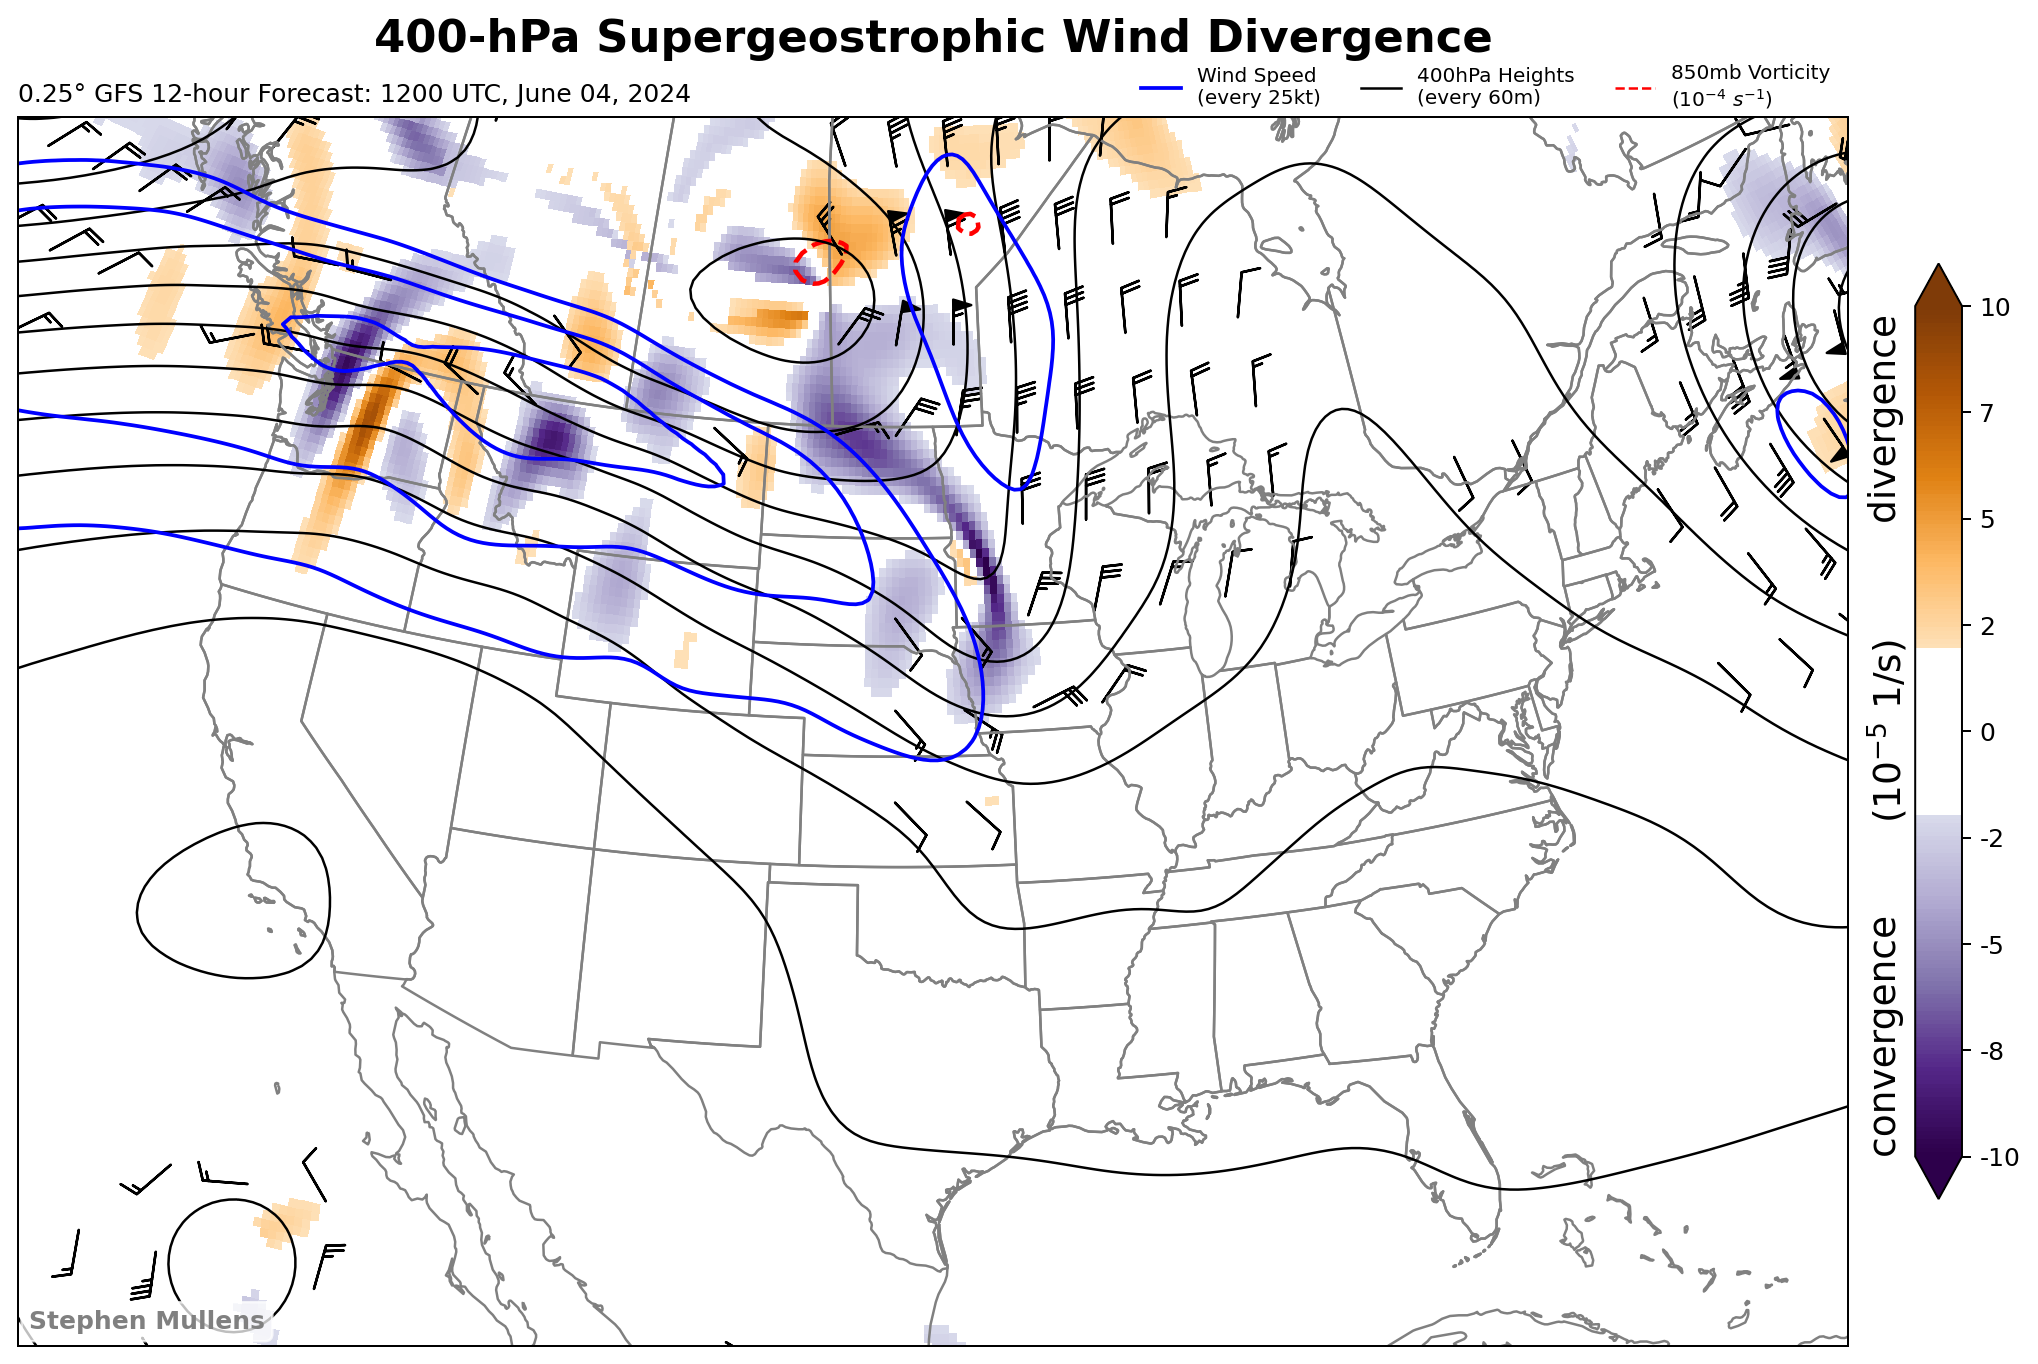 400-hPa Supergeostrophic Wind Divergence
0.25° GFS 12-hour Forecast: 1200 UTC, June 04, 2024
Wind Speed
(every 25kt)
400hPa Heights
(every 60m)
850mb Vorticity
(10⁻⁴ s⁻¹)
10
7
5
2
0
-2
-5
-8
-10
convergence (10⁻⁵ 1/s) divergence
Stephen Mullens